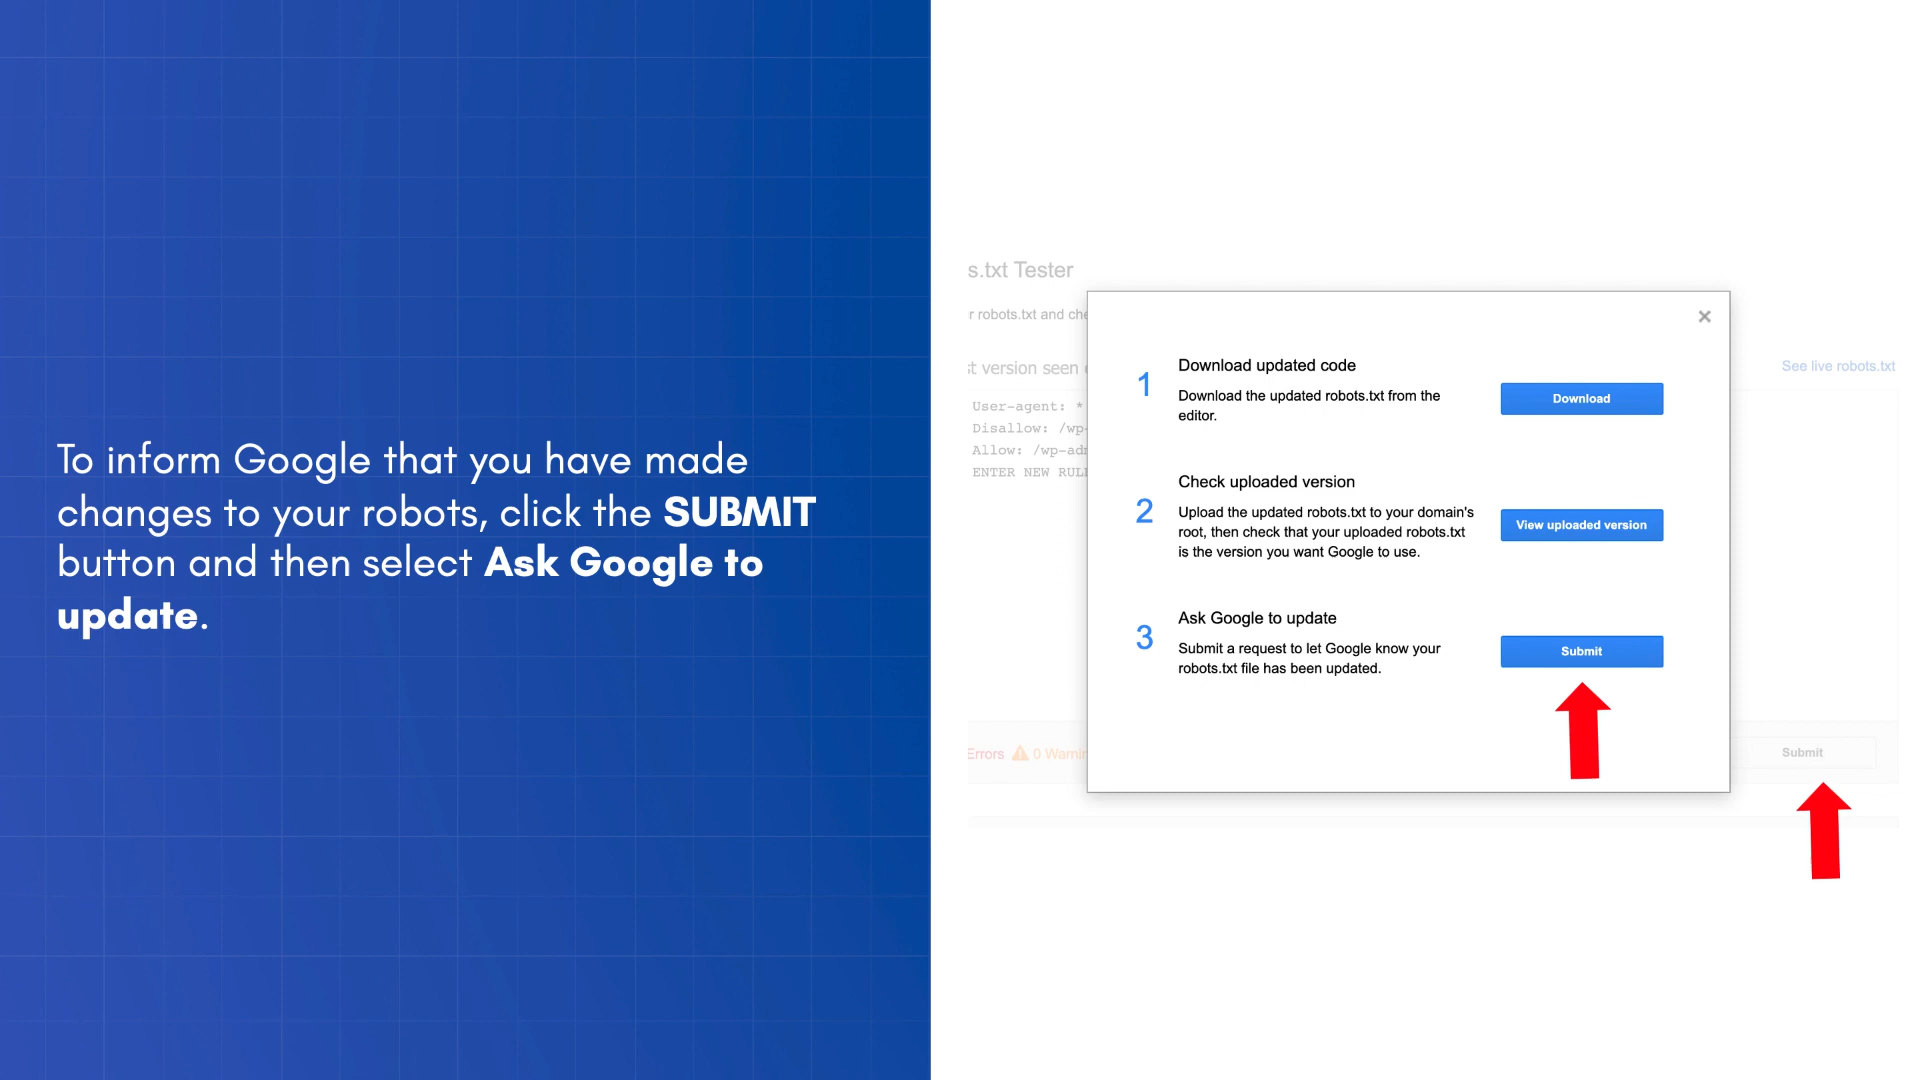 To inform Google that you have made
changes to your robots, click the SUBMIT
button and then select Ask Google to
update.
s.txt Tester
r robots.txt and che
st version seen
See live robots.txt
User-agent: *
Disallow: /wp-
Allow: /wp-adm
ENTER NEW RULE
×
1
Download updated code
Download the updated robots.txt from the
editor.
Download
2
Check uploaded version
Upload the updated robots.txt to your domain's
root, then check that your uploaded robots.txt
is the version you want Google to use.
View uploaded version
3
Ask Google to update
Submit a request to let Google know your
robots.txt file has been updated.
Submit
Errors 0 Warnin
Submit